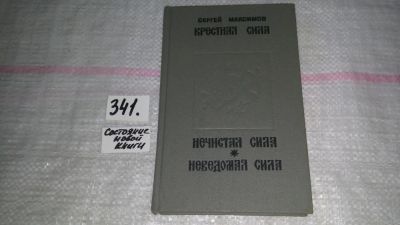 СЕРГЕЙ МАКСИМОВ
КРЕСТНАЯ СИЛА
НЕЧИСТАЯ СИЛА
*
НЕВЕДОМАЯ СИЛА
341.
Состояние
новой
книги